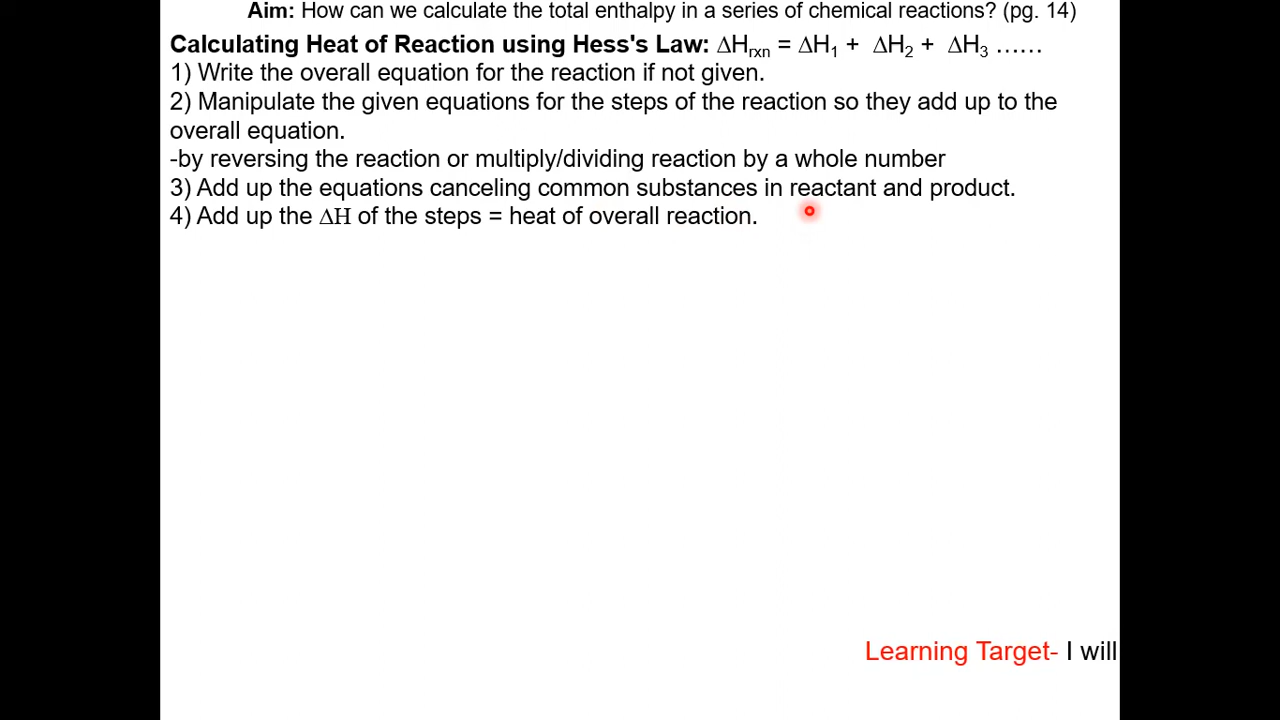 Aim: How can we calculate the total enthalpy in a series of chemical reactions? (pg. 14)
Calculating Heat of Reaction using Hess's Law: ΔHrxn = ΔH1 + ΔH2 + ΔH3 ……
1) Write the overall equation for the reaction if not given.
2) Manipulate the given equations for the steps of the reaction so they add up to the
overall equation.
-by reversing the reaction or multiply/dividing reaction by a whole number
3) Add up the equations canceling common substances in reactant and product.
4) Add up the ΔH of the steps = heat of overall reaction.
Learning Target- I will